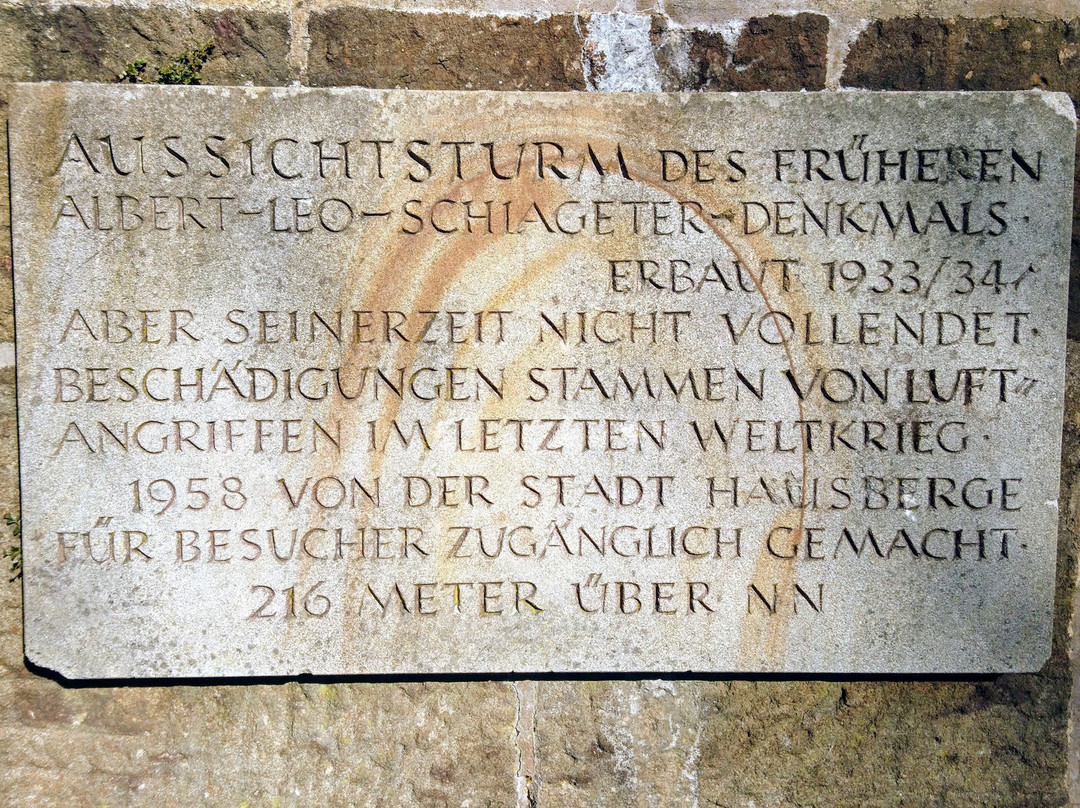 AUSSICHTSTURM DES FRÜHEREN
ALBERT-LEO-SCHLAGETER-DENKMALS.
ERBAUT 1933/34,
ABER SEINERZEIT NICHT VOLLENDET.
BESCHÄDIGUNGEN STAMMEN VON LUFT=
ANGRIFFEN IM LETZTEN WELTKRIEG.
1958 VON DER STADT HAUSBERGE
FÜR BESUCHER ZUGÄNGLICH GEMACHT.
216 METER ÜBER NN